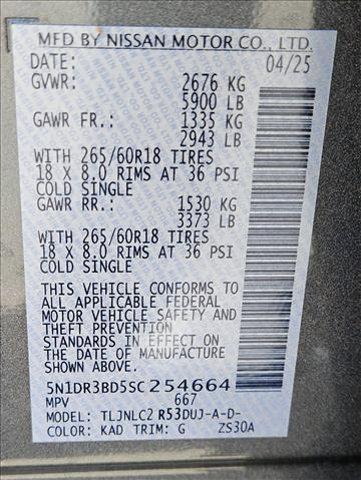 MFD BY NISSAN MOTOR CO., LTD.
DATE: 04/25
GVWR: 2676 KG
5900 LB
GAWR FR.: 1335 KG
2943 LB
WITH 265/60R18 TIRES
18 X 8.0 RIMS AT 36 PSI
COLD SINGLE
GAWR RR.: 1530 KG
3373 LB
WITH 265/60R18 TIRES
18 X 8.0 RIMS AT 36 PSI
COLD SINGLE
THIS VEHICLE CONFORMS TO
ALL APPLICABLE FEDERAL
MOTOR VEHICLE SAFETY AND
THEFT PREVENTION
STANDARDS IN EFFECT ON
THE DATE OF MANUFACTURE
SHOWN ABOVE.
5N1DR3BD5SC254664
MPV 667
MODEL: TLJNLC2 R53DUJ-A-D-
COLOR: KAD TRIM: G ZS30A